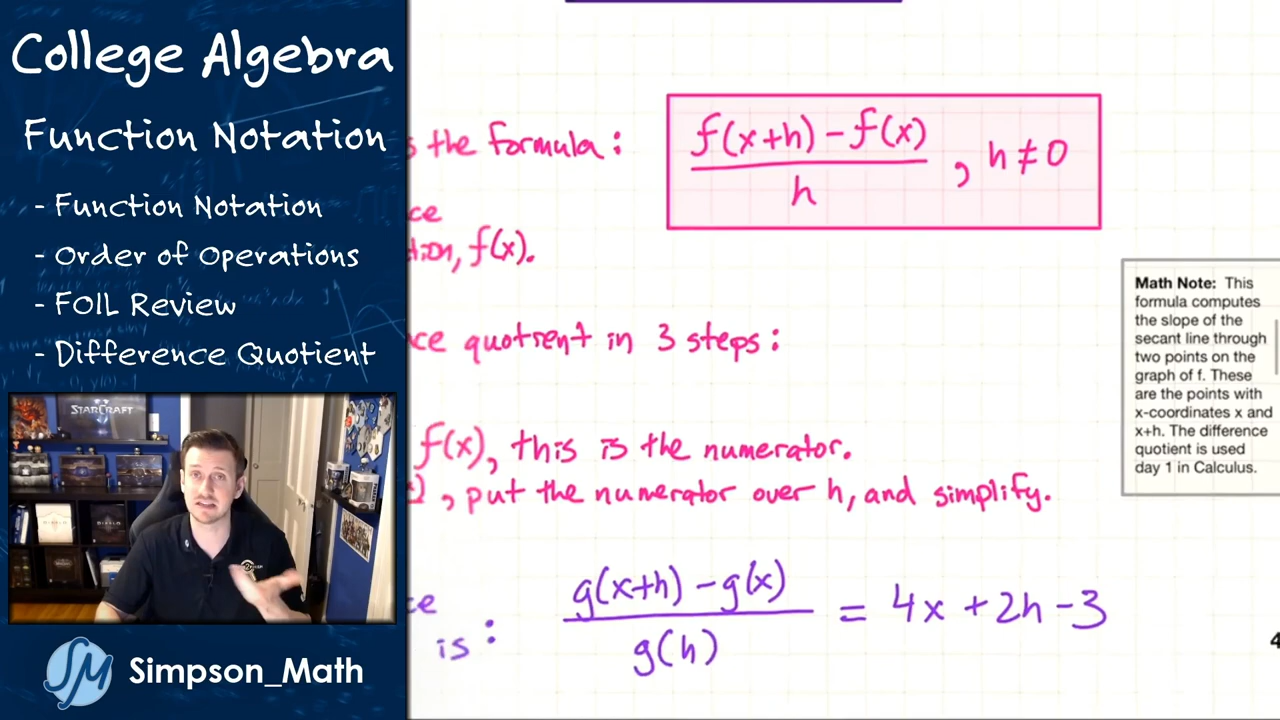 College Algebra
Function Notation
- Function Notation
- Order of Operations
- FOIL Review
- Difference Quotient
STARCRAFT
DIABLO
Simpson_Math
SM
s the formula:
f(x+h) - f(x)
h
, h ≠ 0
ce
tion, f(x).
ce quotient in 3 steps:
f(x), this is the numerator.
), put the numerator over h, and simplify.
Math Note: This
formula computes
the slope of the
secant line through
two points on the
graph of f. These
are the points with
x-coordinates x and
x+h. The difference
quotient is used
day 1 in Calculus.
ce
is:
g(x+h) - g(x)
g(h)
= 4x + 2h - 3
4